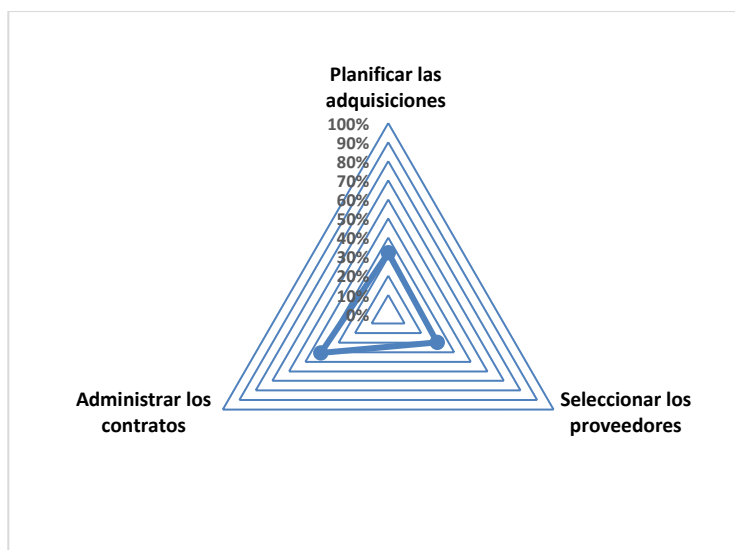 Planificar las
adquisiciones
100%
90%
80%
70%
60%
50%
40%
30%
20%
10%
0%
Administrar los
contratos
Seleccionar los
proveedores